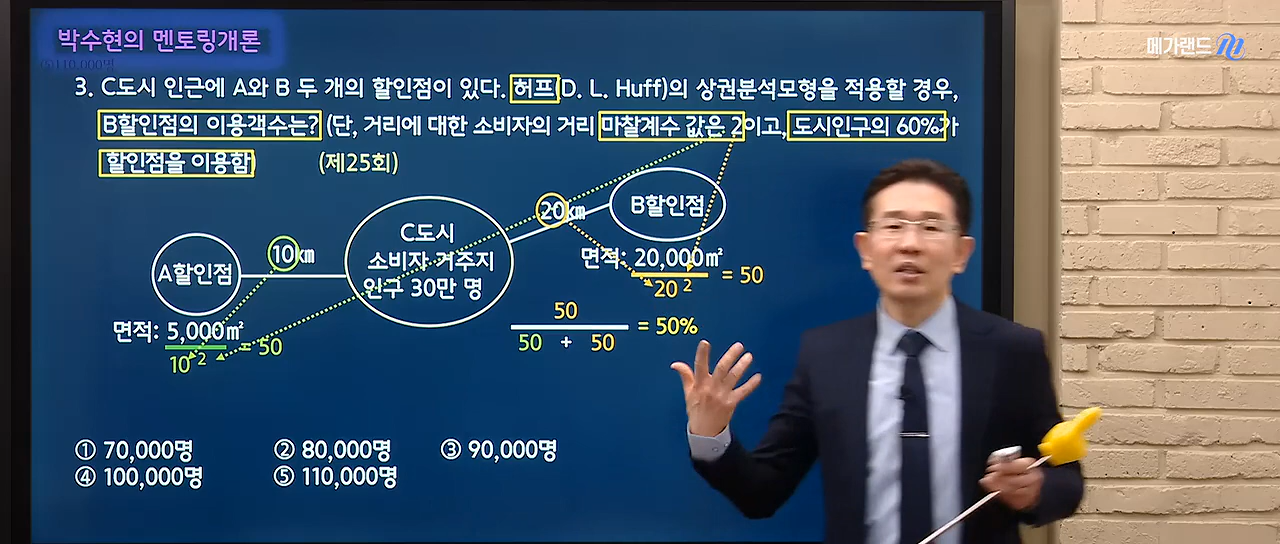 박수현의 멘토링개론
메가랜드
⑤110,000명
3. C도시 인근에 A와 B 두 개의 할인점이 있다. 허프(D. L. Huff)의 상권분석모형을 적용할 경우,
B할인점의 이용객수는? (단, 거리에 대한 소비자의 거리 마찰계수 값은 2이고, 도시인구의 60%가
할인점을 이용함) (제25회)
A할인점
10km
C도시
소비자 거주지
인구 30만 명
20km
B할인점
면적: 5,000㎡
10 2
= 50
면적: 20,000㎡
20 2
= 50
50
50 + 50
= 50%
① 70,000명 ② 80,000명 ③ 90,000명
④ 100,000명 ⑤ 110,000명